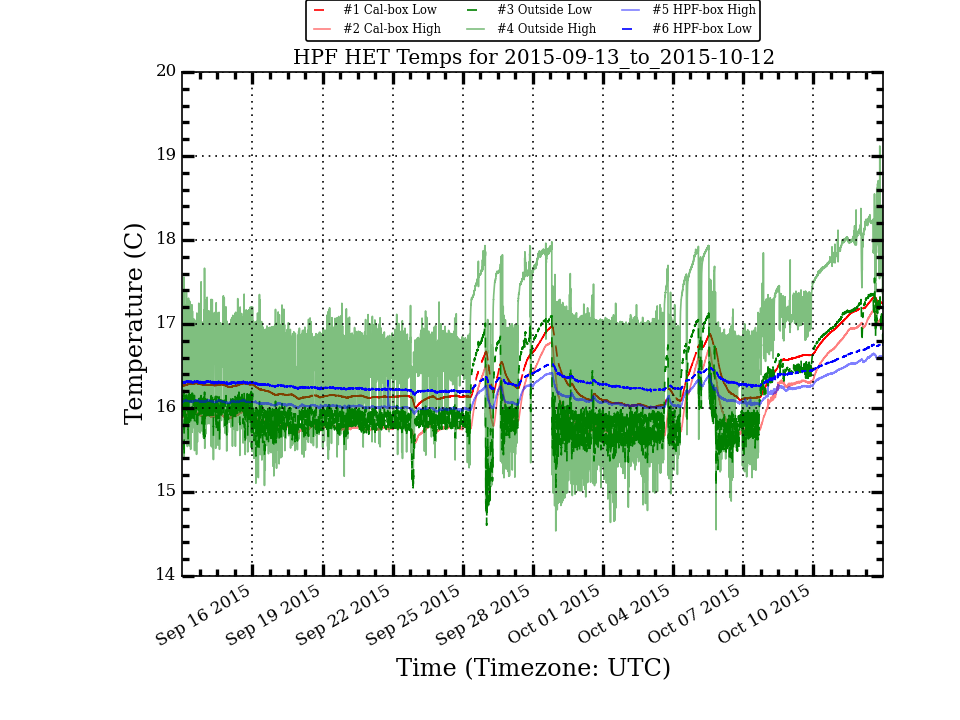 #1 Cal-box Low #3 Outside Low #5 HPF-box High
#2 Cal-box High #4 Outside High #6 HPF-box Low
HPF HET Temps for 2015-09-13_to_2015-10-12
20
19
18
17
16
15
14
Temperature (C)
Sep 16 2015
Sep 19 2015
Sep 22 2015
Sep 25 2015
Sep 28 2015
Oct 01 2015
Oct 04 2015
Oct 07 2015
Oct 10 2015
Time (Timezone: UTC)